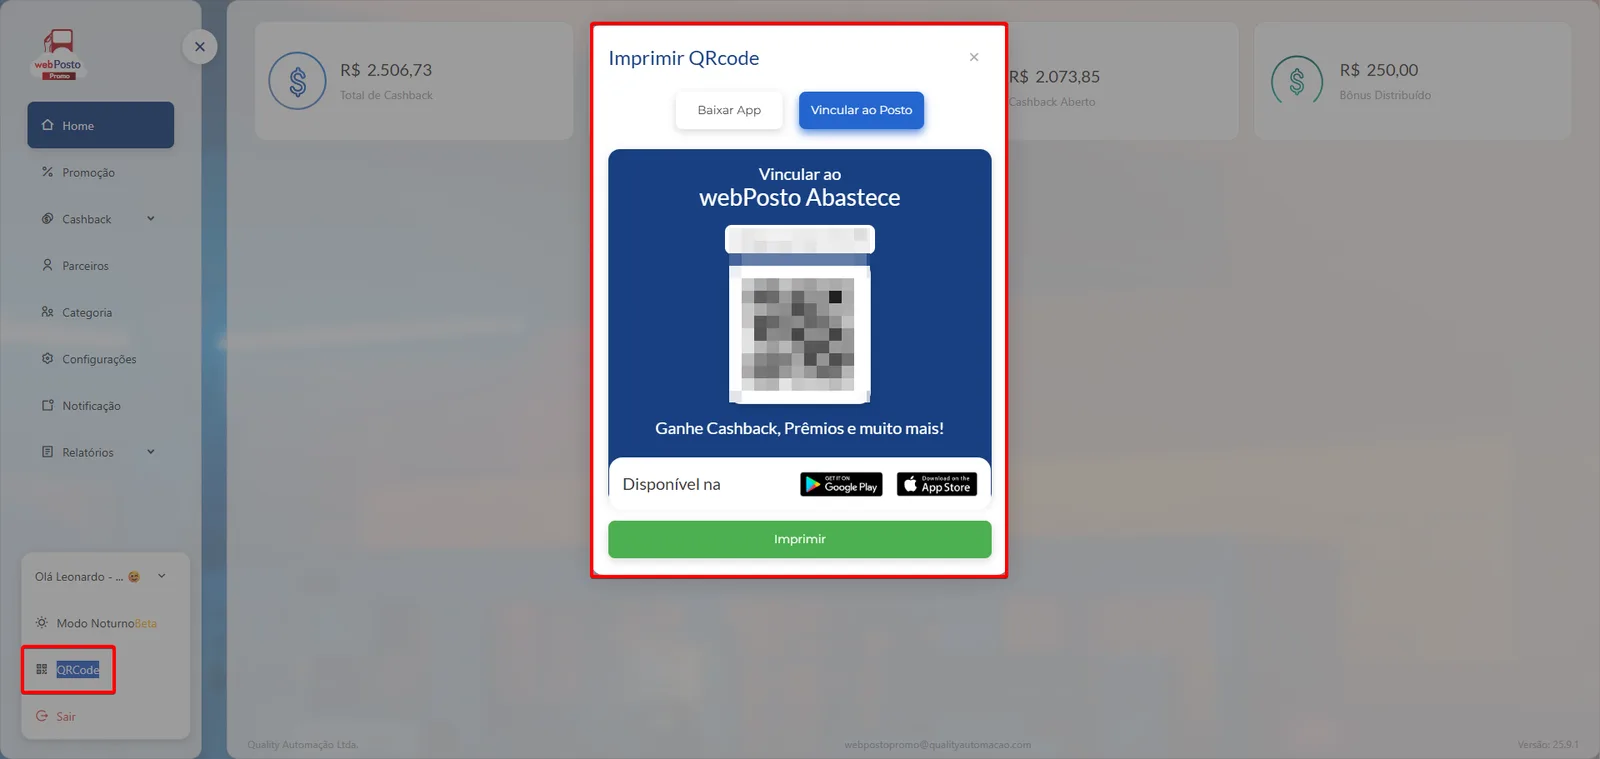 webPosto
Promo
Home
Promoção
Cashback
Parceiros
Categoria
Configurações
Notificação
Relatórios
Olá Leonardo - ...
Modo Noturno Beta
QRCode
Sair
R$ 2.506,73
Total de Cashback
R$ 2.073,85
Cashback Aberto
R$ 250,00
Bônus Distribuído
Imprimir QRcode
×
Baixar App
Vincular ao Posto
Vincular ao
webPosto Abastece
Ganhe Cashback, Prêmios e muito mais!
Disponível na
GET IT ON
Google Play
Download on the
App Store
Imprimir
Quality Automação Ltda.
webpostopromo@qualityautomacao.com
Versão: 25.9.1